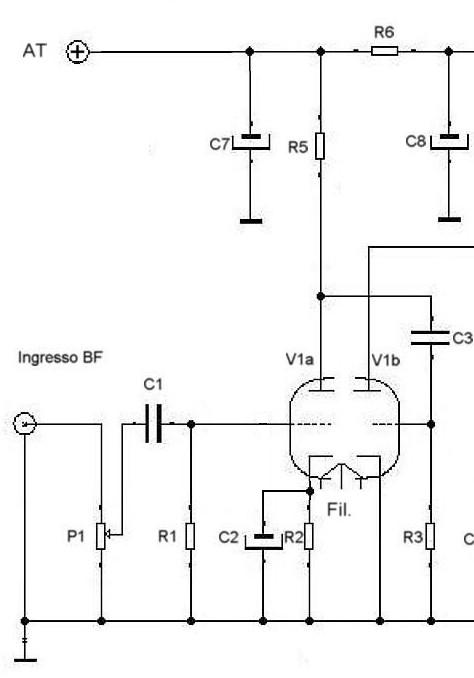 R6
AT
C7
R5
C8
C3
Ingresso BF
V1a
V1b
C1
Fil.
P1
R1
C2
R2
R3
C